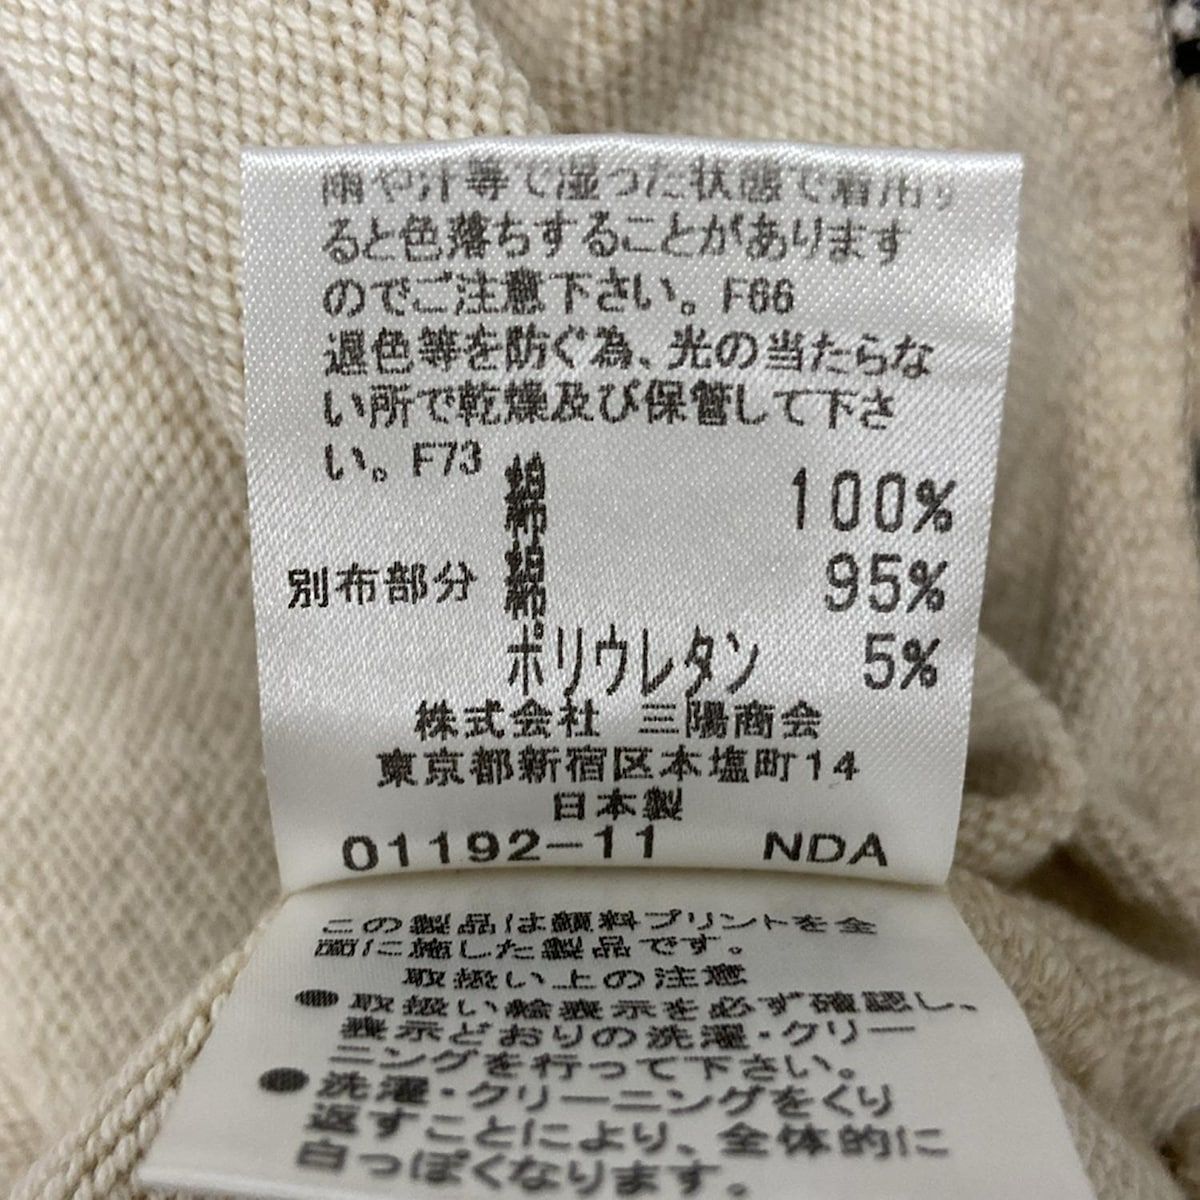 雨や汗等で湿った状態で着用す
ると色落ちすることがあります
のでご注意下さい。F66
退色等を防ぐ為、光の当たらな
い所で乾燥及び保管して下さ
い。F73
綿 100%
別布部分 綿 95%
ポリウレタン 5%
株式会社 三陽商会
東京都新宿区本塩町14
日本製
01192-11 NDA
この製品は顔料プリントを全
面に施した製品です。
取扱い上の注意
●取扱い絵表示を必ず確認し、
表示どおりの洗濯・クリー
ニングを行って下さい。
●洗濯・クリーニングをくり
返すことにより、全体的に
白っぽくなります。